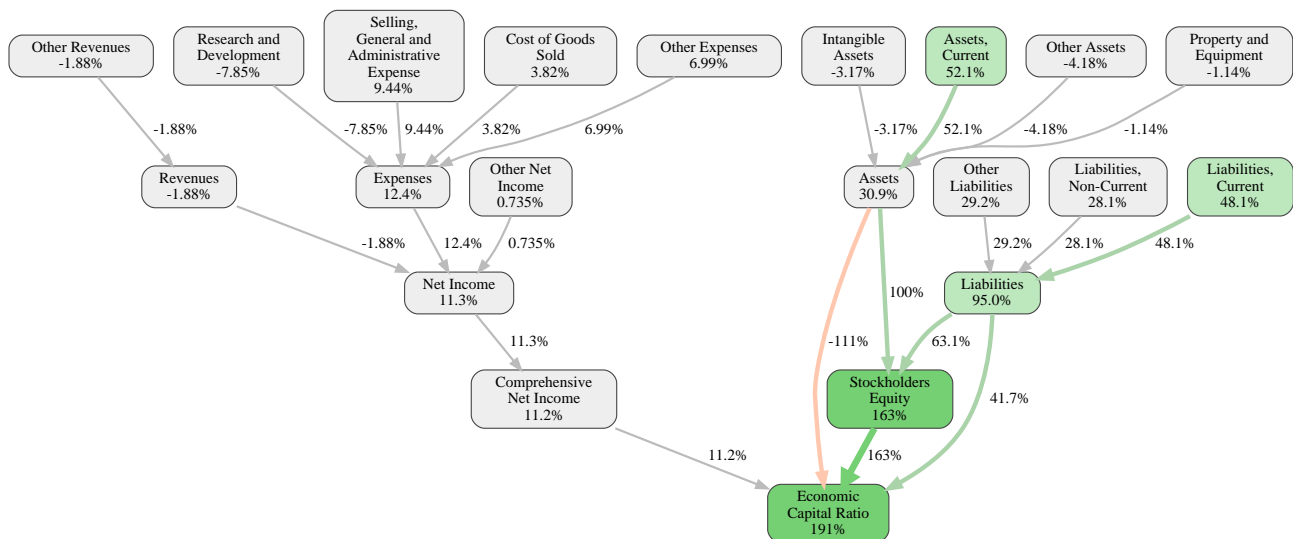 Other Revenues
-1.88%
Research and
Development
-7.85%
Selling,
General and
Administrative
Expense
9.44%
Cost of Goods
Sold
3.82%
Other Expenses
6.99%
Intangible
Assets
-3.17%
Assets,
Current
52.1%
Other Assets
-4.18%
Property and
Equipment
-1.14%
-1.88%
-7.85%
9.44%
3.82%
6.99%
-3.17%
52.1%
-4.18%
-1.14%
Revenues
-1.88%
Expenses
12.4%
Other Net
Income
0.735%
Assets
30.9%
Other
Liabilities
29.2%
Liabilities,
Non-Current
28.1%
Liabilities,
Current
48.1%
-1.88%
12.4%
0.735%
29.2%
28.1%
48.1%
Net Income
11.3%
100%
Liabilities
95.0%
11.3%
-111%
63.1%
Comprehensive
Net Income
11.2%
Stockholders
Equity
163%
41.7%
11.2%
163%
Economic
Capital Ratio
191%